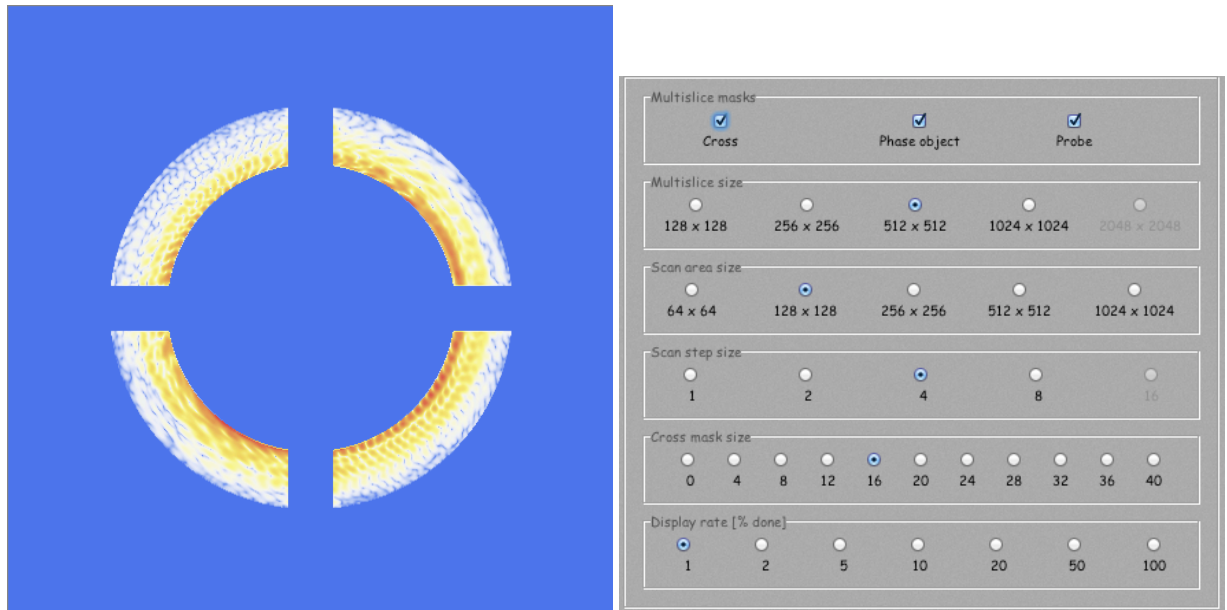 Multislice masks
Cross Phase object Probe
Multislice size
128 x 128 256 x 256 512 x 512 1024 x 1024 2048 x 2048
Scan area size
64 x 64 128 x 128 256 x 256 512 x 512 1024 x 1024
Scan step size
1 2 4 8 16
Cross mask size
0 4 8 12 16 20 24 28 32 36 40
Display rate [% done]
1 2 5 10 20 50 100